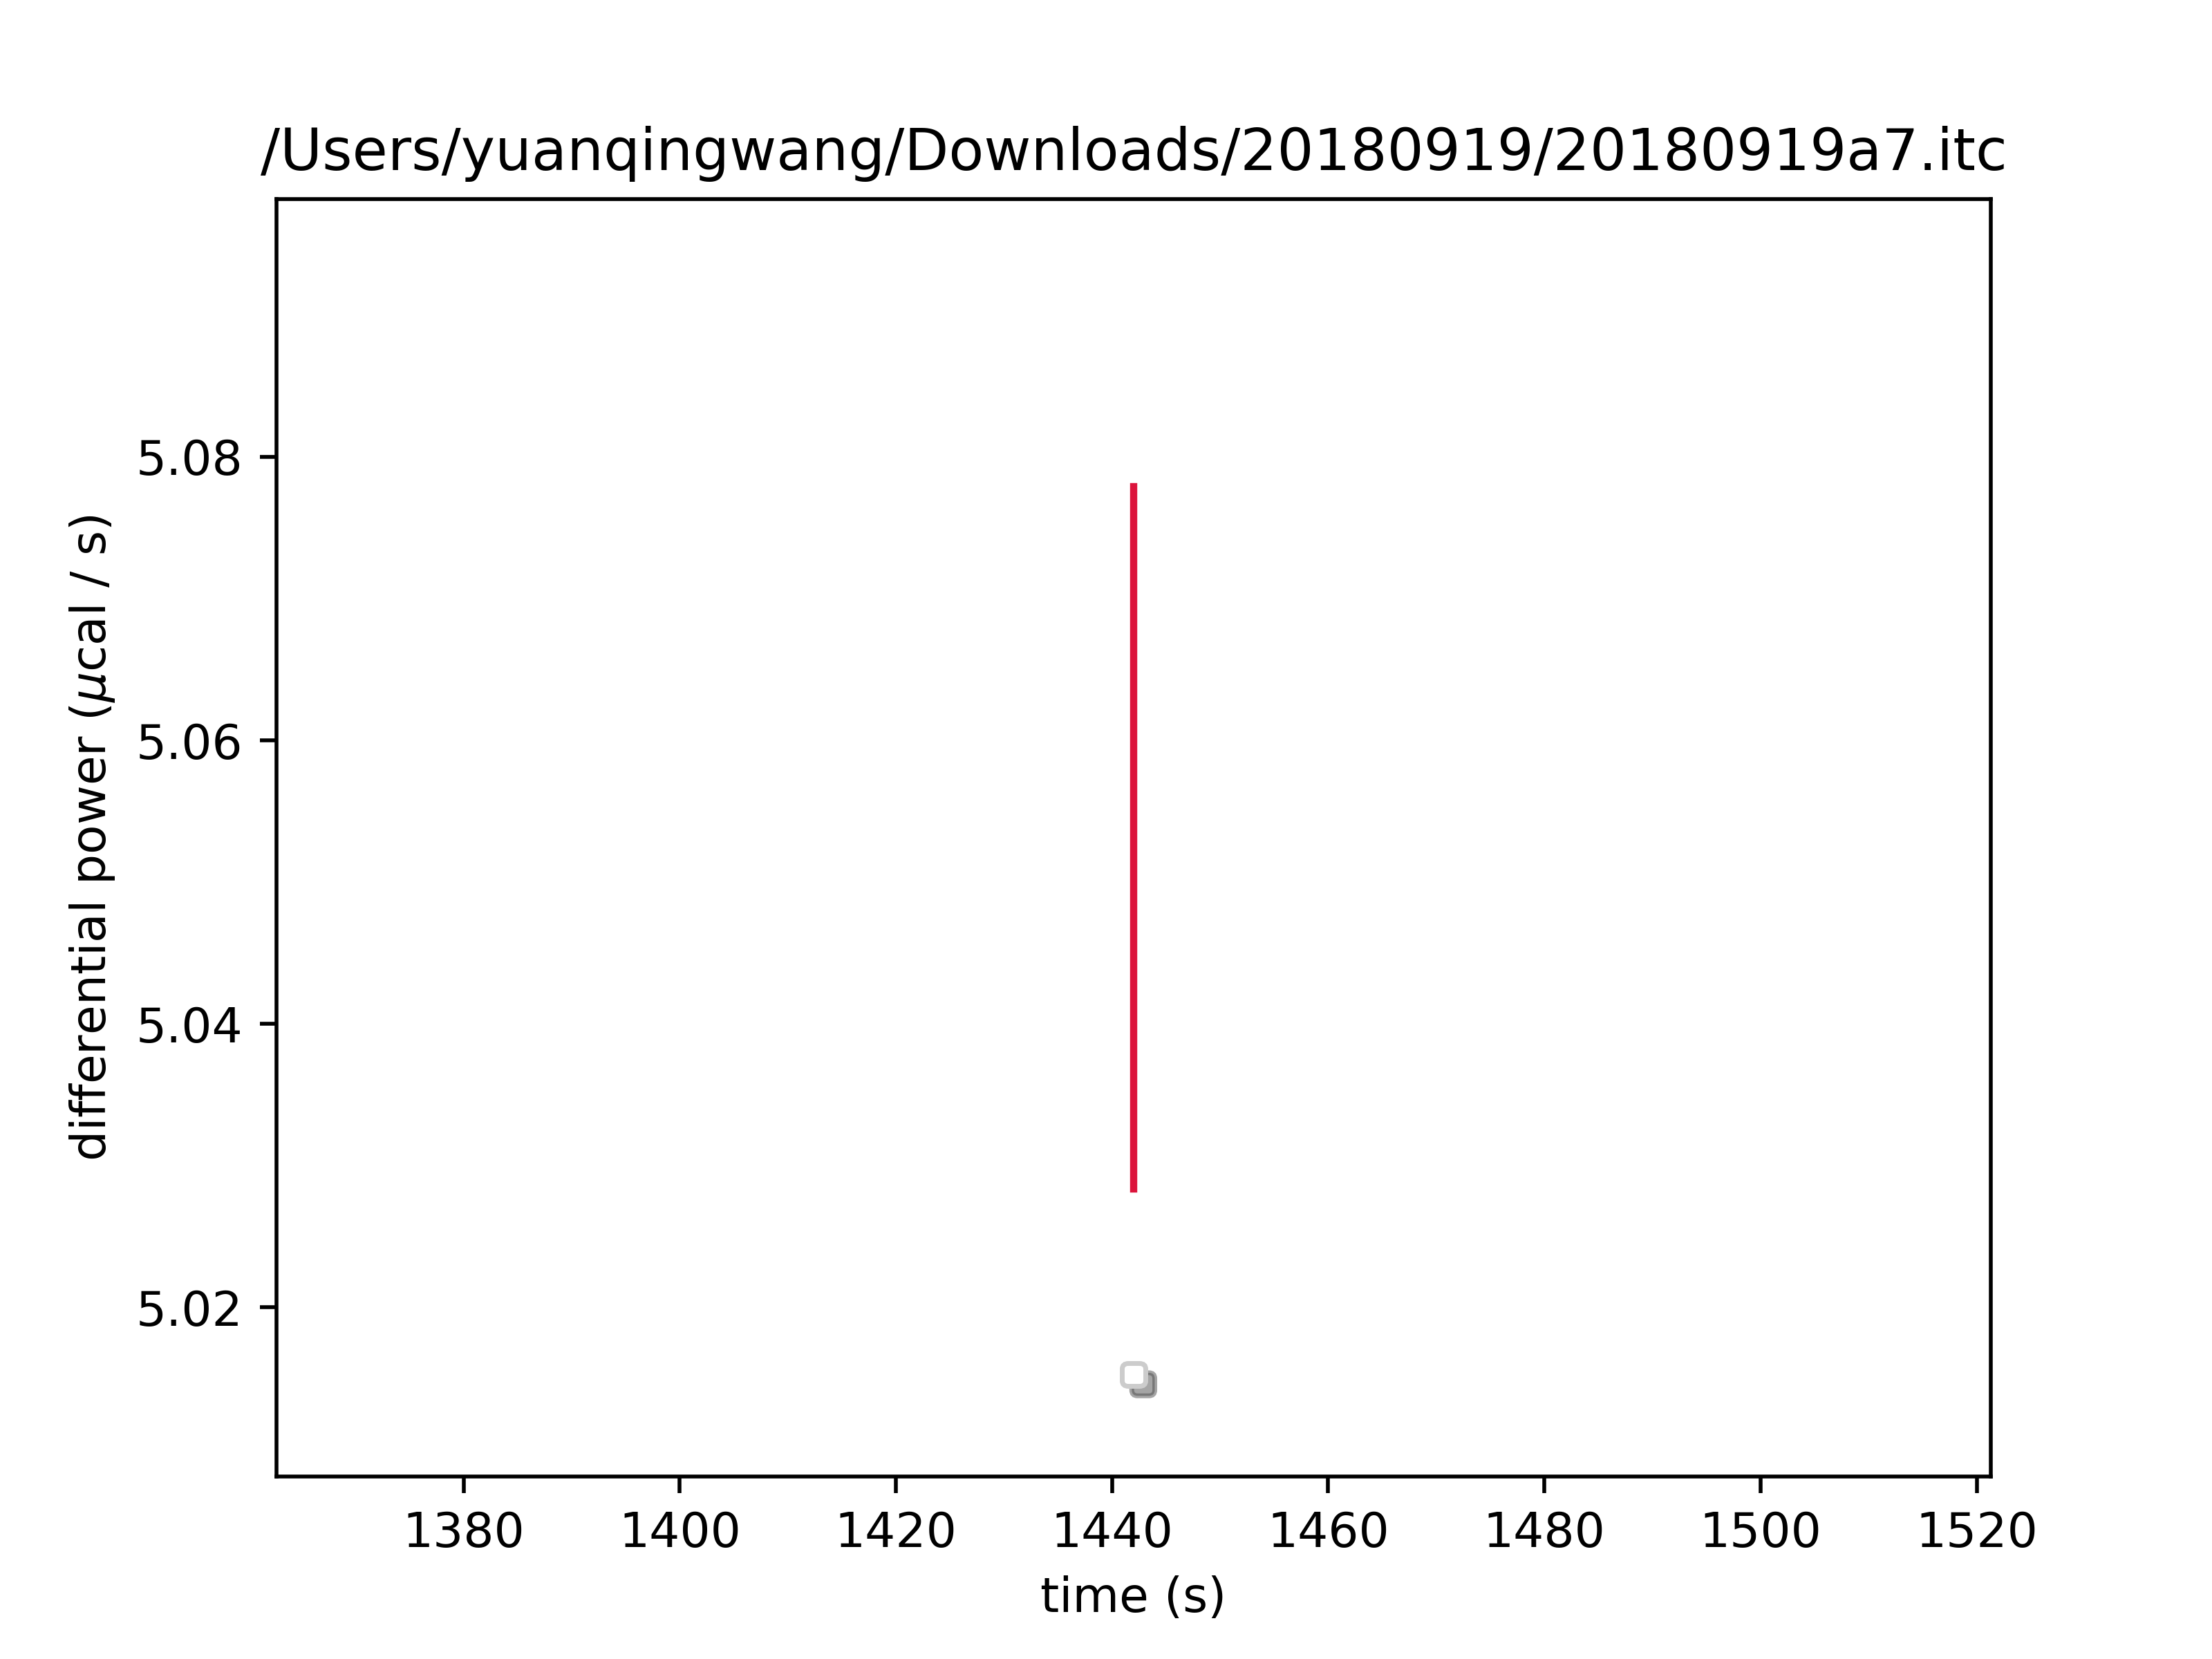 /Users/yuanqingwang/Downloads/20180919/20180919a7.itc
differential power (μcal / s)
5.08
5.06
5.04
5.02
1380 1400 1420 1440 1460 1480 1500 1520
time (s)